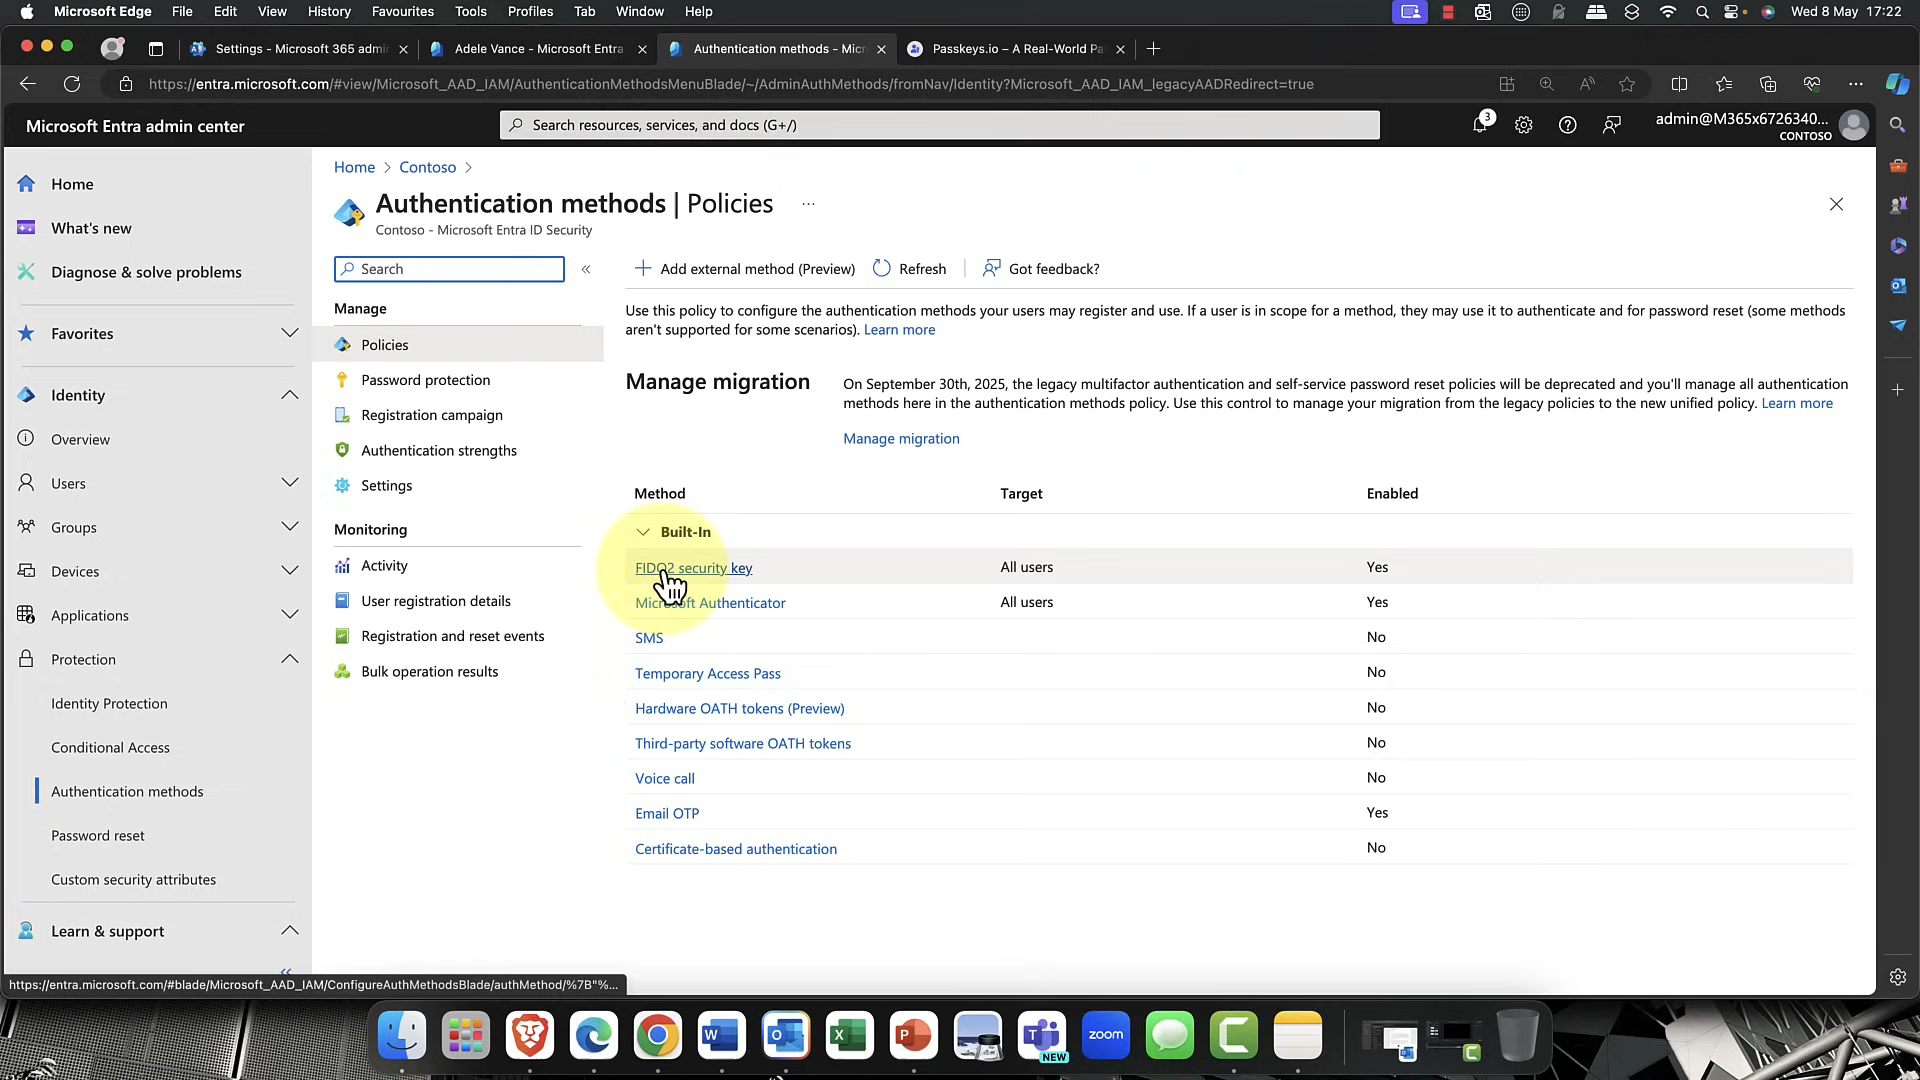 Microsoft Edge File Edit View History Favourites Tools Profiles Tab Window Help
Wed 8 May 17:22
Settings - Microsoft 365 admi
Adele Vance - Microsoft Entra
Authentication methods - Micr
Passkeys.io – A Real-World Pa
https://entra.microsoft.com/#view/Microsoft_AAD_IAM/AuthenticationMethodsMenuBlade/~/AdminAuthMethods/fromNav/Identity?Microsoft_AAD_IAM_legacyAADRedirect=true
Microsoft Entra admin center
Search resources, services, and docs (G+/)
3
admin@M365x6726340...
CONTOSO
Home
What's new
Diagnose & solve problems
Favorites
Identity
Overview
Users
Groups
Devices
Applications
Protection
Identity Protection
Conditional Access
Authentication methods
Password reset
Custom security attributes
Learn & support
Home > Contoso >
Authentication methods | Policies ...
Contoso - Microsoft Entra ID Security
Search
Manage
Policies
Password protection
Registration campaign
Authentication strengths
Settings
Monitoring
Activity
User registration details
Registration and reset events
Bulk operation results
Add external method (Preview) Refresh Got feedback?
Use this policy to configure the authentication methods your users may register and use. If a user is in scope for a method, they may use it to authenticate and for password reset (some methods
aren't supported for some scenarios). Learn more
Manage migration
On September 30th, 2025, the legacy multifactor authentication and self-service password reset policies will be deprecated and you'll manage all authentication
methods here in the authentication methods policy. Use this control to manage your migration from the legacy policies to the new unified policy. Learn more
Manage migration
Method Target Enabled
Built-In
FIDO2 security key All users Yes
Microsoft Authenticator All users Yes
SMS No
Temporary Access Pass No
Hardware OATH tokens (Preview) No
Third-party software OATH tokens No
Voice call No
Email OTP Yes
Certificate-based authentication No
https://entra.microsoft.com/#blade/Microsoft_AAD_IAM/ConfigureAuthMethodsBlade/authMethod/%7B"%...
W
O
X
P
T
NEW
zoom